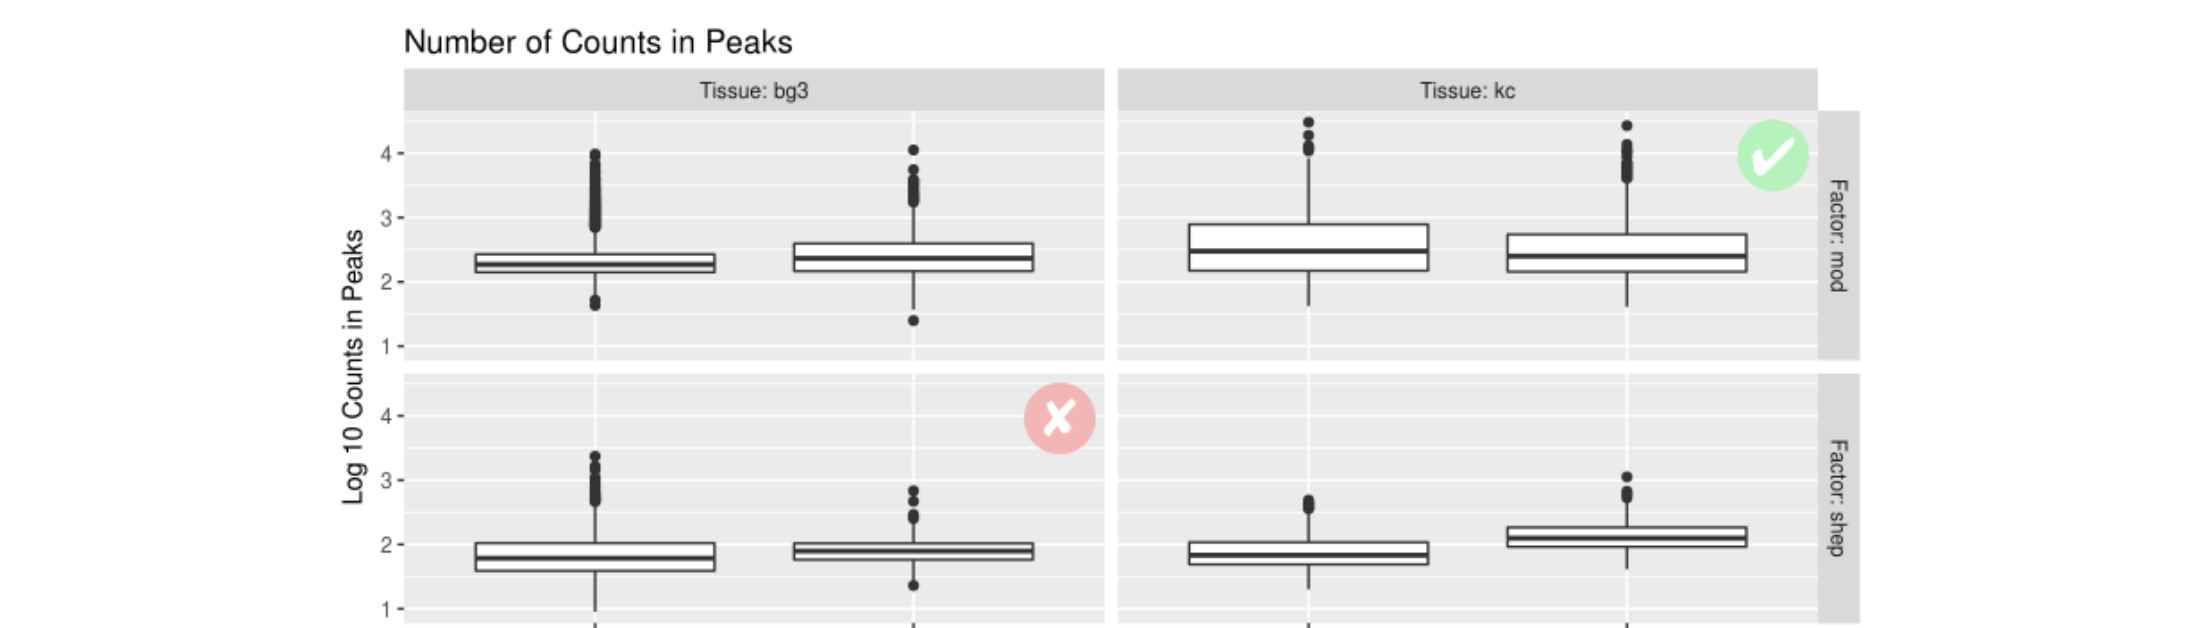 Number of Counts in Peaks
Tissue: bg3
Tissue: kc
4
3
2
1
Factor: mod
Log 10 Counts in Peaks
4
3
2
1
Factor: shep